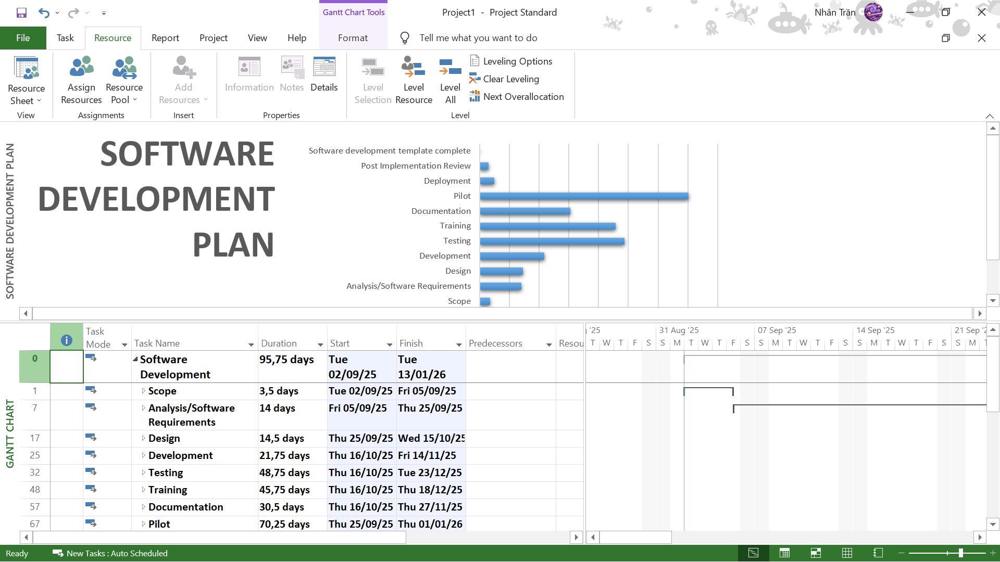 Gantt Chart Tools
Project1 - Project Standard
Nhân Trần
File
Task
Resource
Report
Project
View
Help
Format
Tell me what you want to do
Resource
Sheet
View
Assign
Resources
Resource
Pool
Assignments
Add
Resources
Insert
Information
Notes
Details
Properties
Level
Selection
Level
Resource
Level
All
Leveling Options
Clear Leveling
Next Overallocation
Level
SOFTWARE DEVELOPMENT PLAN
SOFTWARE
DEVELOPMENT
PLAN
Software development template complete
Post Implementation Review
Deployment
Pilot
Documentation
Training
Testing
Development
Design
Analysis/Software Requirements
Scope
GANTT CHART
Task
Mode
Task Name
Duration
Start
Finish
Predecessors
Resou
'25
31 Aug '25
07 Sep '25
14 Sep '25
21 Sep '2
T W T F S S M T W T F S S M T W T F S S M T W T F S S M T
0 Software 95,75 days Tue Tue
Development 02/09/25 13/01/26
1 Scope 3,5 days Tue 02/09/25 Fri 05/09/25
7 Analysis/Software 14 days Fri 05/09/25 Thu 25/09/25
Requirements
17 Design 14,5 days Thu 25/09/25 Wed 15/10/25
25 Development 21,75 days Thu 16/10/25 Fri 14/11/25
32 Testing 48,75 days Thu 16/10/25 Tue 23/12/25
48 Training 45,75 days Thu 16/10/25 Thu 18/12/25
57 Documentation 30,5 days Thu 16/10/25 Thu 27/11/25
67 Pilot 70,25 days Thu 25/09/25 Thu 01/01/26
Ready
New Tasks : Auto Scheduled